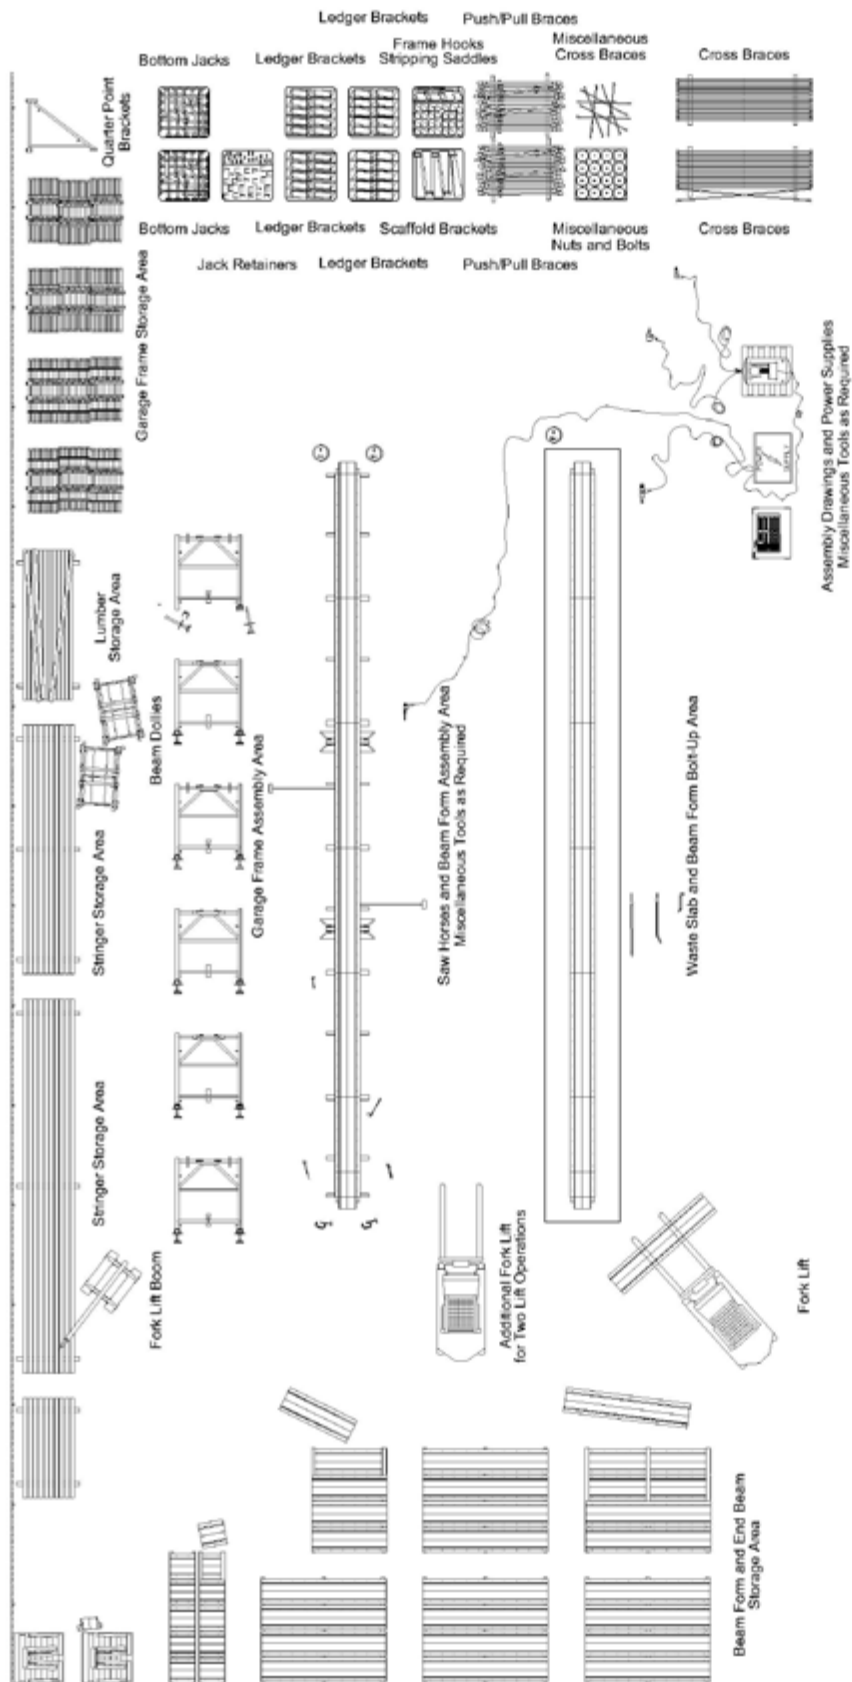 Ledger Brackets
Push/Pull Braces
Bottom Jacks
Ledger Brackets
Frame Hooks
Stripping Saddles
Miscellaneous
Cross Braces
Cross Braces
Quarter Point
Brackets
Bottom Jacks
Ledger Brackets
Scaffold Brackets
Miscellaneous
Nuts and Bolts
Cross Braces
Jack Retainers
Ledger Brackets
Push/Pull Braces
Garage Frame Storage Area
Assembly Drawings and Power Supplies
Miscellaneous Tools as Required
POWER
SUPPLY
Lumber
Storage Area
Beam Dollies
Garage Frame Assembly Area
Saw Horses and Beam Form Assembly Area
Miscellaneous Tools as Required
Waste Slab and Beam Form Bolt-Up Area
Stringer Storage Area
Stringer Storage Area
Fork Lift Boom
Additional Fork Lift
for Two Lift Operations
Fork Lift
Beam Form and End Beam
Storage Area